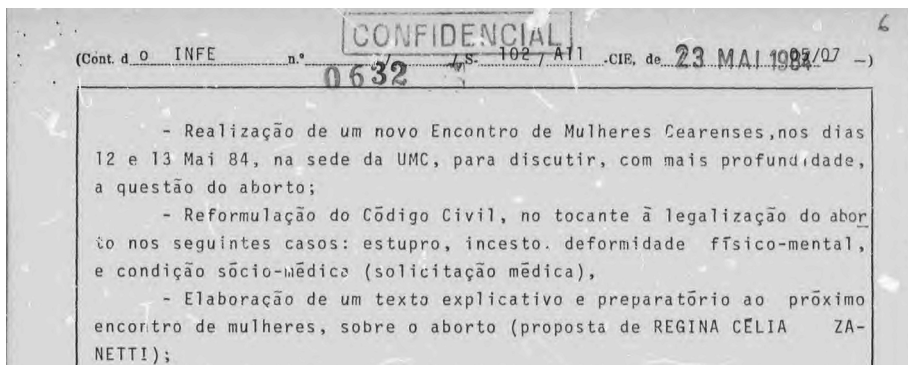 6
CONFIDENCIAL
(Cont. d o INFE n.º 0632 /S- 102 / A11 .CIE, de 23 MAI 1984 /07 —)
- Realização de um novo Encontro de Mulheres Cearenses,nos dias
12 e 13 Mai 84, na sede da UMC, para discutir, com mais profundidade,
a questão do aborto;
- Reformulação do Código Civil, no tocante à legalização do abor
to nos seguintes casos: estupro, incesto. deformidade físico-mental,
e condição sócio-médica (solicitação médica),
- Elaboração de um texto explicativo e preparatório ao próximo
encontro de mulheres, sobre o aborto (proposta de REGINA CÉLIA ZA-
NETTI);